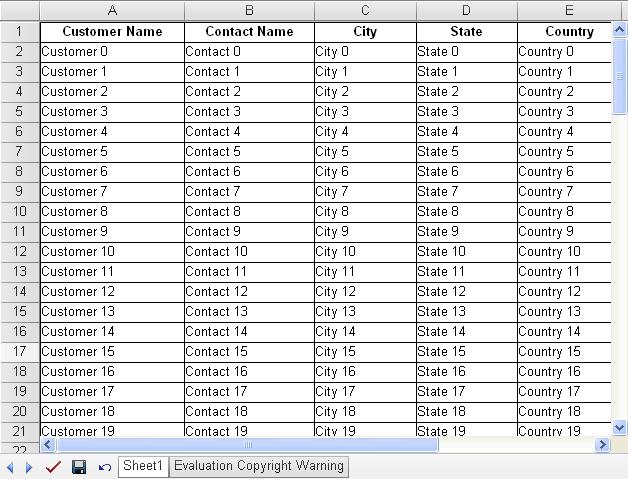 A B C D E
1 Customer Name Contact Name City State Country
2 Customer 0 Contact 0 City 0 State 0 Country 0
3 Customer 1 Contact 1 City 1 State 1 Country 1
4 Customer 2 Contact 2 City 2 State 2 Country 2
5 Customer 3 Contact 3 City 3 State 3 Country 3
6 Customer 4 Contact 4 City 4 State 4 Country 4
7 Customer 5 Contact 5 City 5 State 5 Country 5
8 Customer 6 Contact 6 City 6 State 6 Country 6
9 Customer 7 Contact 7 City 7 State 7 Country 7
10 Customer 8 Contact 8 City 8 State 8 Country 8
11 Customer 9 Contact 9 City 9 State 9 Country 9
12 Customer 10 Contact 10 City 10 State 10 Country 10
13 Customer 11 Contact 11 City 11 State 11 Country 11
14 Customer 12 Contact 12 City 12 State 12 Country 12
15 Customer 13 Contact 13 City 13 State 13 Country 13
16 Customer 14 Contact 14 City 14 State 14 Country 14
17 Customer 15 Contact 15 City 15 State 15 Country 15
18 Customer 16 Contact 16 City 16 State 16 Country 16
19 Customer 17 Contact 17 City 17 State 17 Country 17
20 Customer 18 Contact 18 City 18 State 18 Country 18
21 Customer 19 Contact 19 City 19 State 19 Country 19
22
Sheet1 Evaluation Copyright Warning